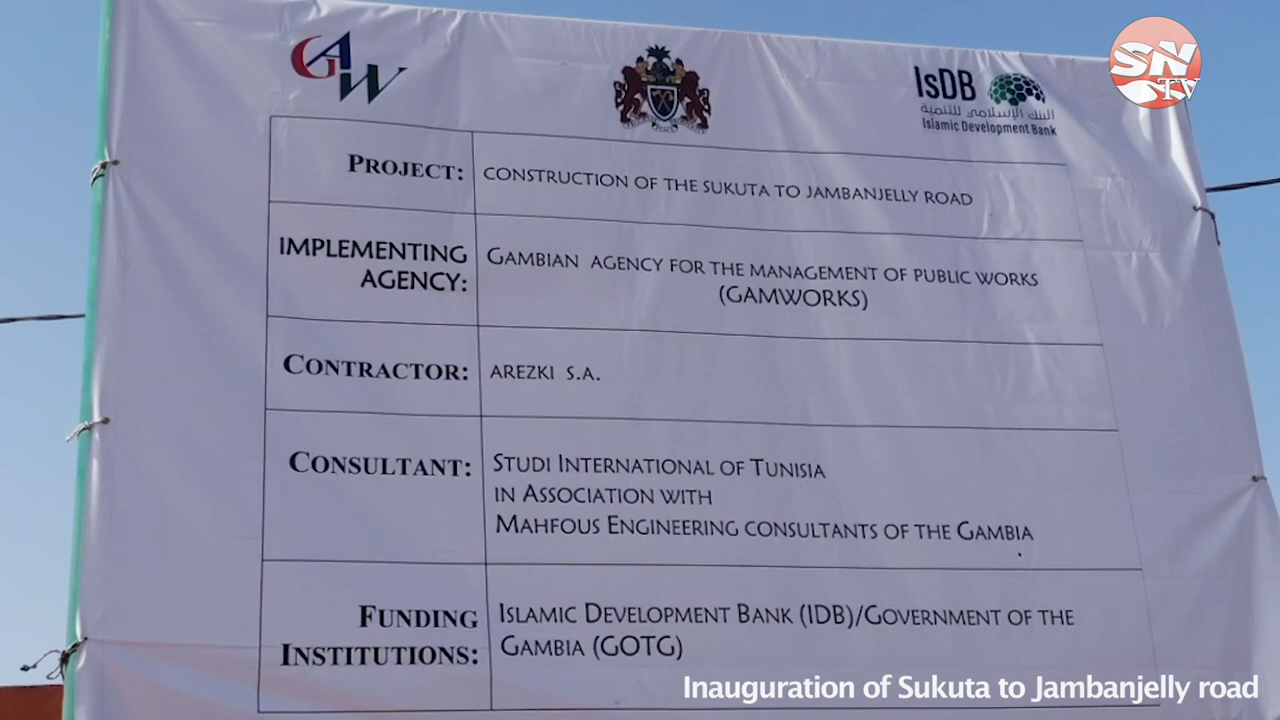 GAW
IsDB
البنك الإسلامي للتنمية
Islamic Development Bank
SN
TV
PROJECT: CONSTRUCTION OF THE SUKUTA TO JAMBANJELLY ROAD
IMPLEMENTING
AGENCY:
GAMBIAN AGENCY FOR THE MANAGEMENT OF PUBLIC WORKS
(GAMWORKS)
CONTRACTOR: AREZKI S.A.
CONSULTANT: STUDI INTERNATIONAL OF TUNISIA
IN ASSOCIATION WITH
MAHFOUS ENGINEERING CONSULTANTS OF THE GAMBIA
FUNDING
INSTITUTIONS:
ISLAMIC DEVELOPMENT BANK (IDB)/GOVERNMENT OF THE
GAMBIA (GOTG)
Inauguration of Sukuta to Jambanjelly road